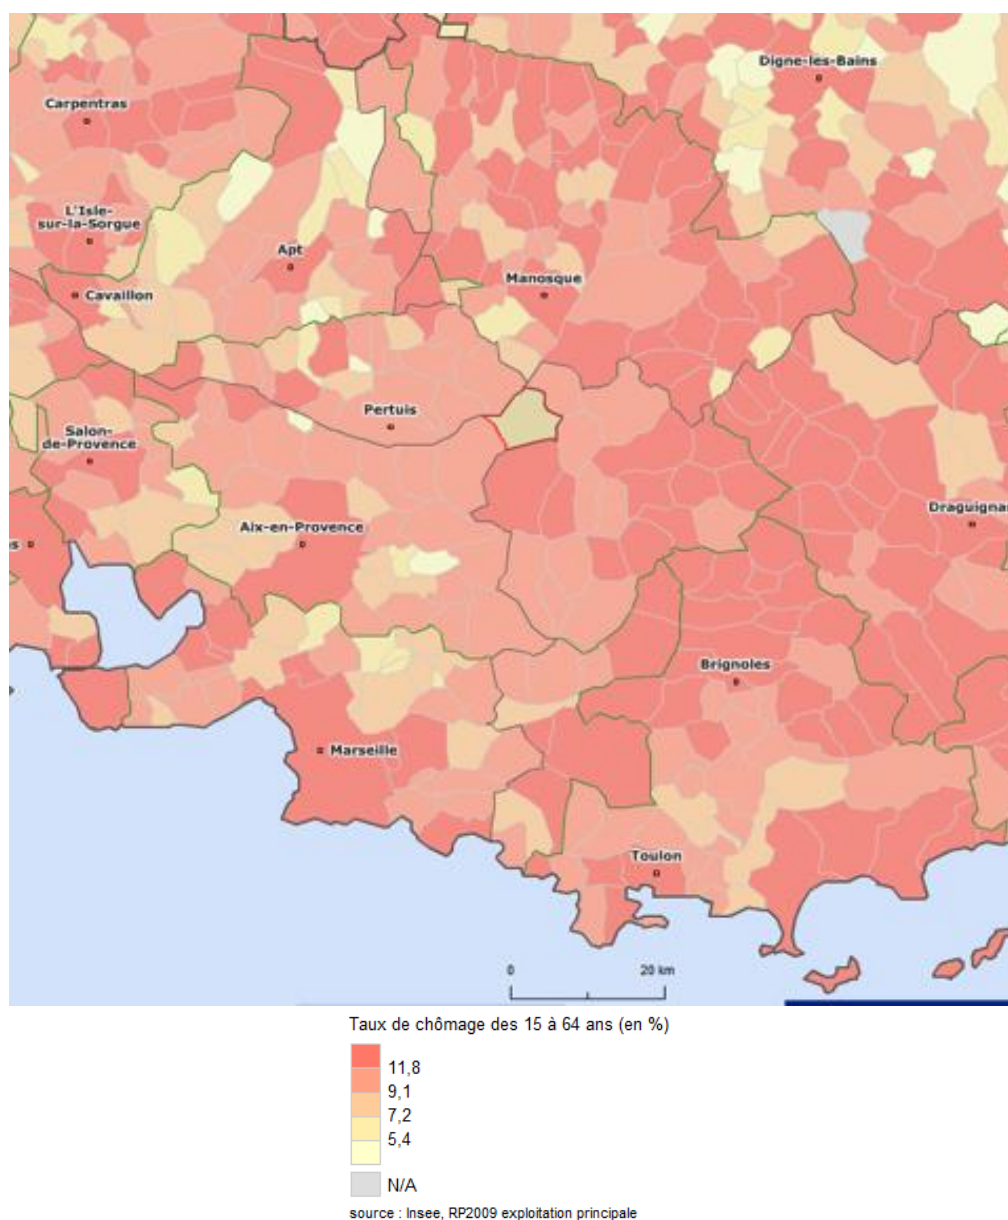 Digne-les-Bains
Carpentras
L'Isle-
sur-la-Sorgue
Apt
Manosque
Cavaillon
Pertuis
Salon-
de-Provence
Draguignan
Aix-en-Provence
s
Brignoles
Marseille
Toulon
0 20 km
Taux de chômage des 15 à 64 ans (en %)
11,8
9,1
7,2
5,4
N/A
source : Insee, RP2009 exploitation principale